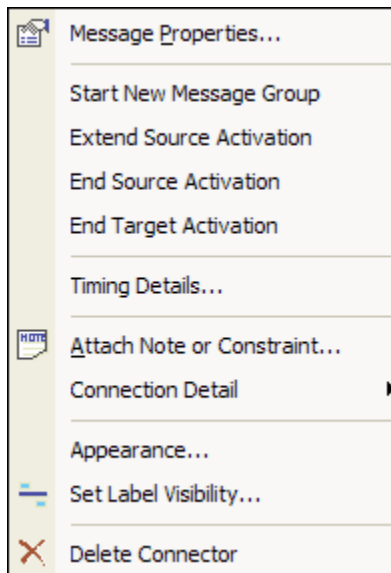 Message Properties...
Start New Message Group
Extend Source Activation
End Source Activation
End Target Activation
Timing Details...
NOTE
Attach Note or Constraint...
Connection Detail
Appearance...
Set Label Visibility...
Delete Connector